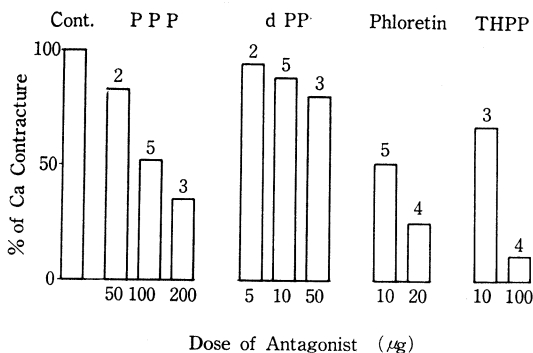 Cont. P P P d PP Phloretin THPP
100
50
0
% of Ca Contracture
2 5 3
2 5 3
5 4
3 4
50 100 200 5 10 50 10 20 10 100
Dose of Antagonist (μg)